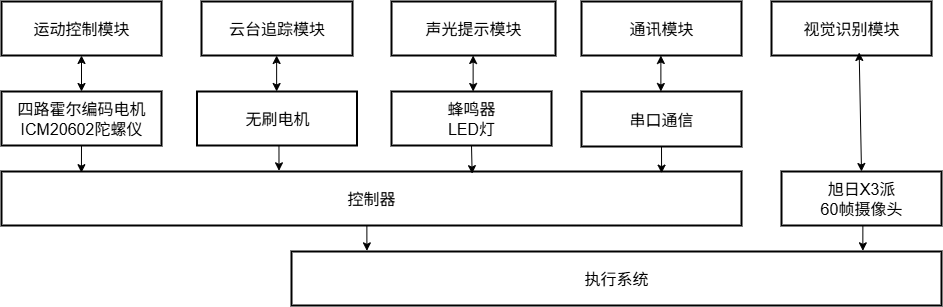 运动控制模块
云台追踪模块
声光提示模块
通讯模块
视觉识别模块
四路霍尔编码电机
ICM20602陀螺仪
无刷电机
蜂鸣器
LED灯
串口通信
控制器
旭日X3派
60帧摄像头
执行系统